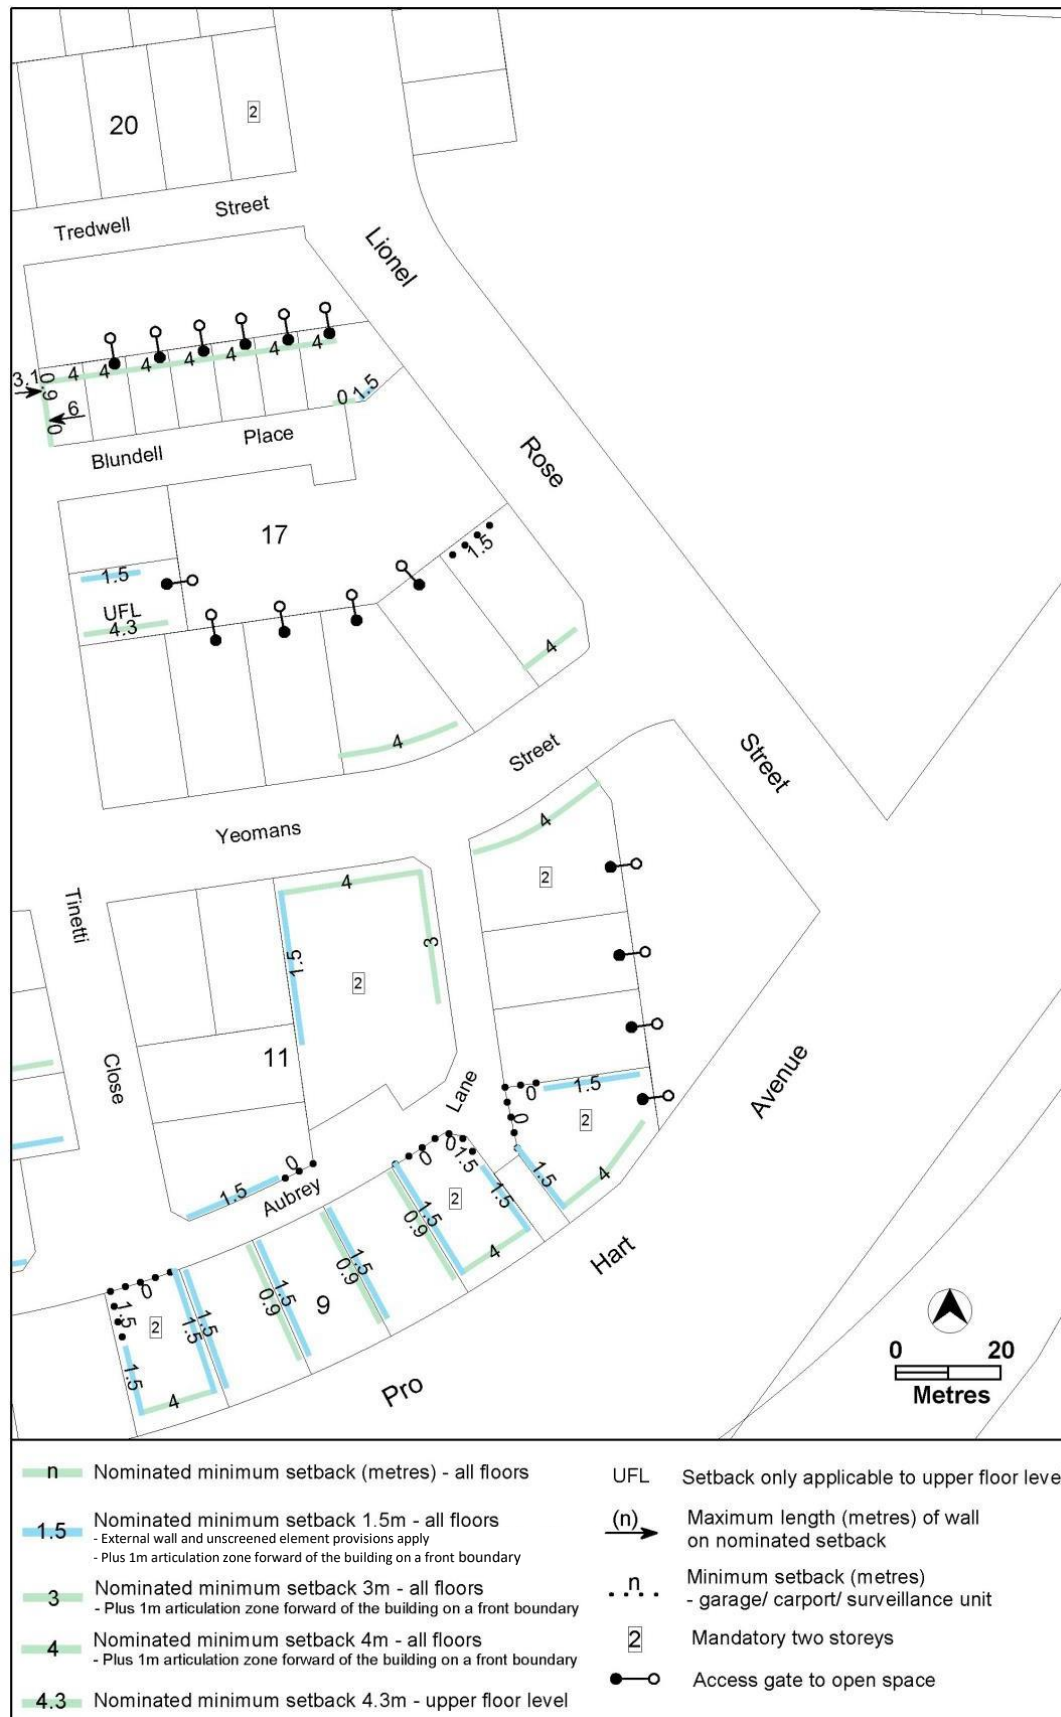 20
2
Tredwell Street
Lionel
Rose
Street
4 4 4 4 4 4 4
3.1
0.9
6
0
0 1.5
Blundell Place
17
1.5
1.5
UFL
4.3
4
4
Yeomans Street
4
2
Tinetti
Close
4
3
1.5
2
11
Lane
0
1.5
0
2
1.5
4
Avenue
0
1.5
Aubrey
0
0
1.5
2
1.5
1.5
0.9
4
1.5
0.9
9
1.5
0.9
Hart
Pro
0
1.5
2
1.5
1.5
1.5
4
0 20
Metres
n Nominated minimum setback (metres) - all floors
1.5 Nominated minimum setback 1.5m - all floors
- External wall and unscreened element provisions apply
- Plus 1m articulation zone forward of the building on a front boundary
3 Nominated minimum setback 3m - all floors
- Plus 1m articulation zone forward of the building on a front boundary
4 Nominated minimum setback 4m - all floors
- Plus 1m articulation zone forward of the building on a front boundary
4.3 Nominated minimum setback 4.3m - upper floor level
UFL Setback only applicable to upper floor level
(n) Maximum length (metres) of wall
on nominated setback
n Minimum setback (metres)
- garage/ carport/ surveillance unit
2 Mandatory two storeys
Access gate to open space